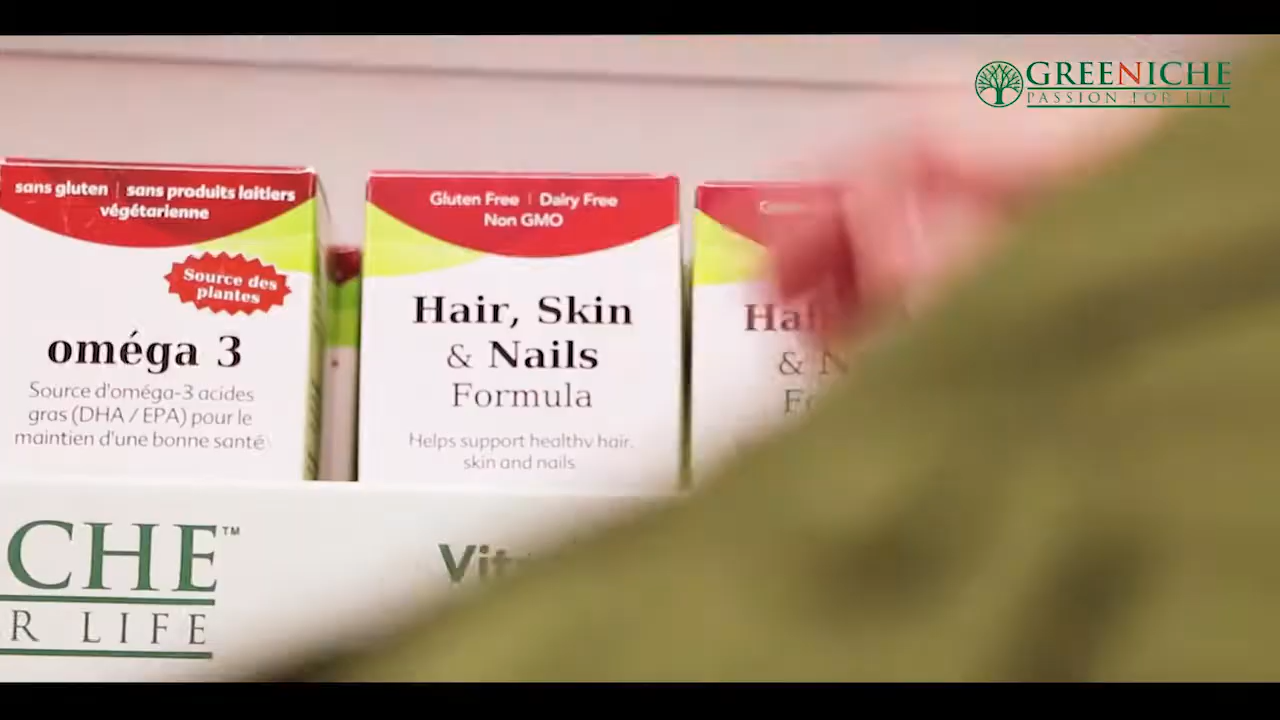 GREENICHE
PASSION FOR LIFE
sans gluten | sans produits laitiers
végétarienne
Source des
plantes
oméga 3
Source d'oméga-3 acides
gras (DHA / EPA) pour le
maintien d'une bonne santé
Gluten Free | Dairy Free
Non GMO
Hair, Skin
& Nails
Formula
Helps support healthy hair,
skin and nails
&
CHE™
R LIFE